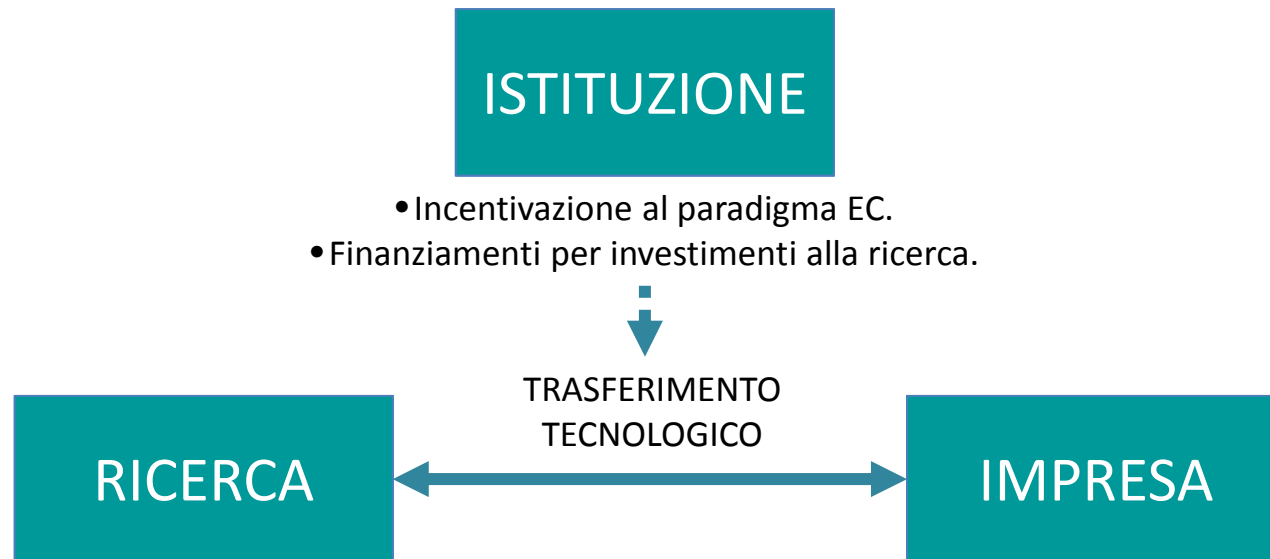 ISTITUZIONE
•Incentivazione al paradigma EC.
•Finanziamenti per investimenti alla ricerca.
TRASFERIMENTO
TECNOLOGICO
RICERCA
IMPRESA